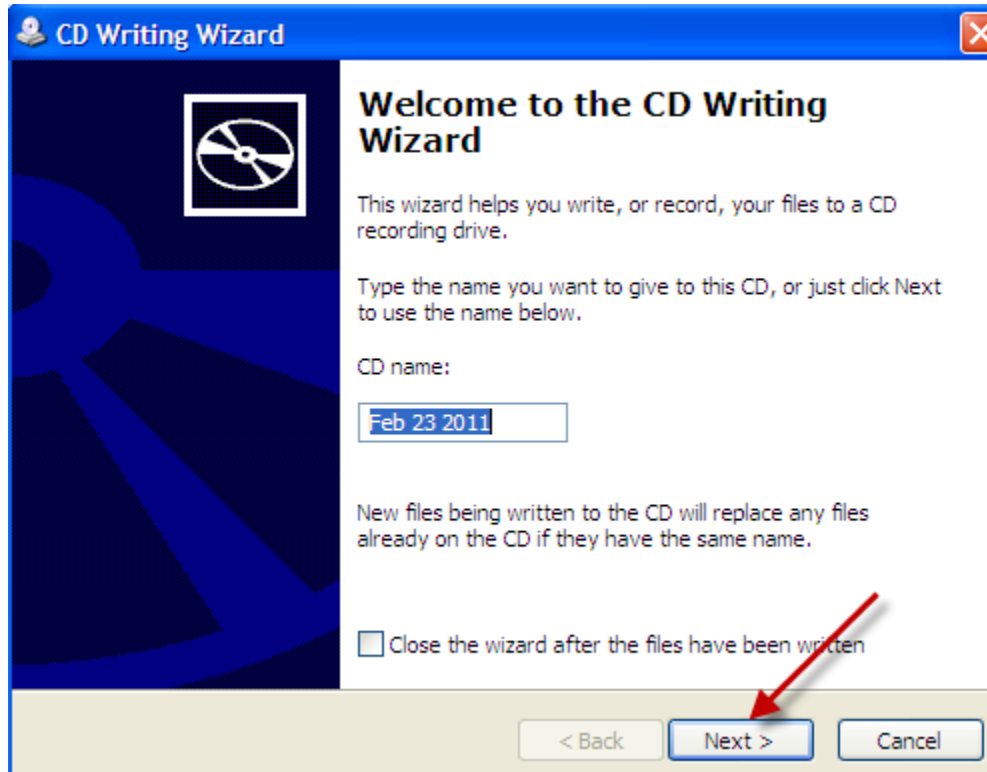 CD Writing Wizard
Welcome to the CD Writing
Wizard
This wizard helps you write, or record, your files to a CD
recording drive.
Type the name you want to give to this CD, or just click Next
to use the name below.
CD name:
Feb 23 2011
New files being written to the CD will replace any files
already on the CD if they have the same name.
Close the wizard after the files have been written
< Back Next > Cancel